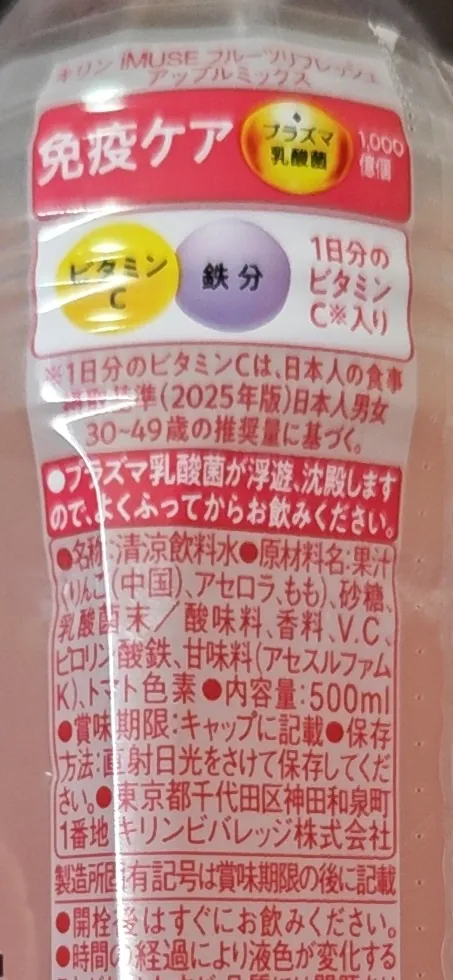 キリン iMUSE フルーツリフレッシュ
アップルミックス
免疫ケア
プラズマ
乳酸菌
1,000
億個
ビタミン
C
鉄分
1日分の
ビタミン
C※入り
※1日分のビタミンCは、日本人の食事
基準(2025年版)日本人男女
30~49歳の推奨量に基づく。
●プラズマ乳酸菌が浮遊、沈殿します
ので、よくふってからお飲みください。
●名称:清涼飲料水●原材料名:果汁
(りんご(中国)、アセロラ、もも)、砂糖、
乳酸菌末/酸味料、香料、V.C、
ピロリン酸鉄、甘味料(アセスルファム
K)、トマト色素●内容量:500ml
●賞味期限:キャップに記載●保存
方法:直射日光をさけて保存してくだ
さい。●東京都千代田区神田和泉町
1番地 キリンビバレッジ株式会社
製造所固有記号は賞味期限の後に記載
●開栓後はすぐにお飲みください。
●時間の経過により液色が変化する